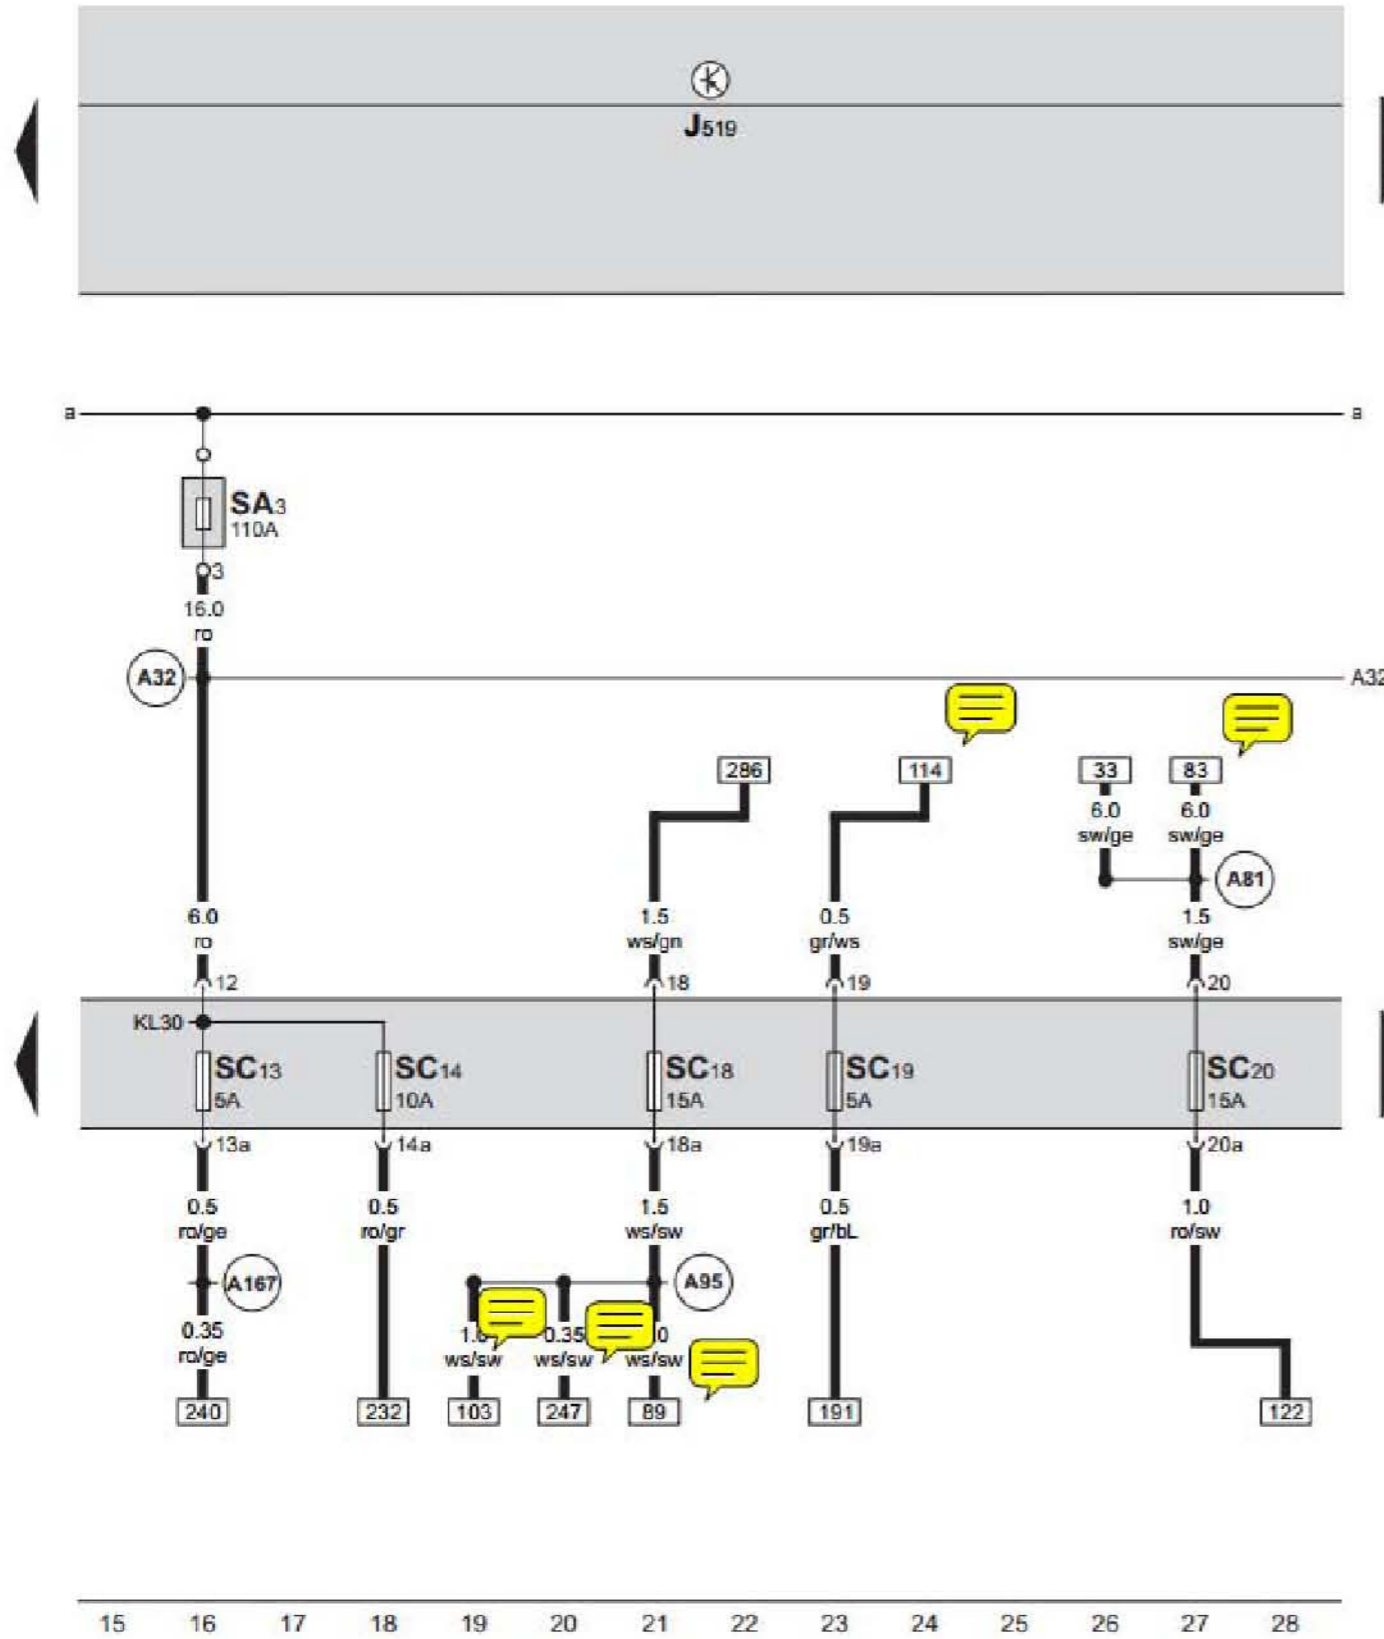 J519
a a
SA3
110A
3
16.0
ro
A32 A32
286 114 33 83
6.0 6.0
sw/ge sw/ge
A81
6.0 1.5 0.5 1.5
ro ws/gn gr/ws sw/ge
12 18 19 20
KL30
SC13 SC14 SC18 SC19 SC20
5A 10A 15A 5A 15A
13a 14a 18a 19a 20a
0.5 0.5 1.5 0.5 1.0
ro/ge ro/gr ws/sw gr/bL ro/sw
A167 A95
0.35 0.35
ro/ge ws/sw ws/sw ws/sw
240 232 103 247 89 191 122
15 16 17 18 19 20 21 22 23 24 25 26 27 28